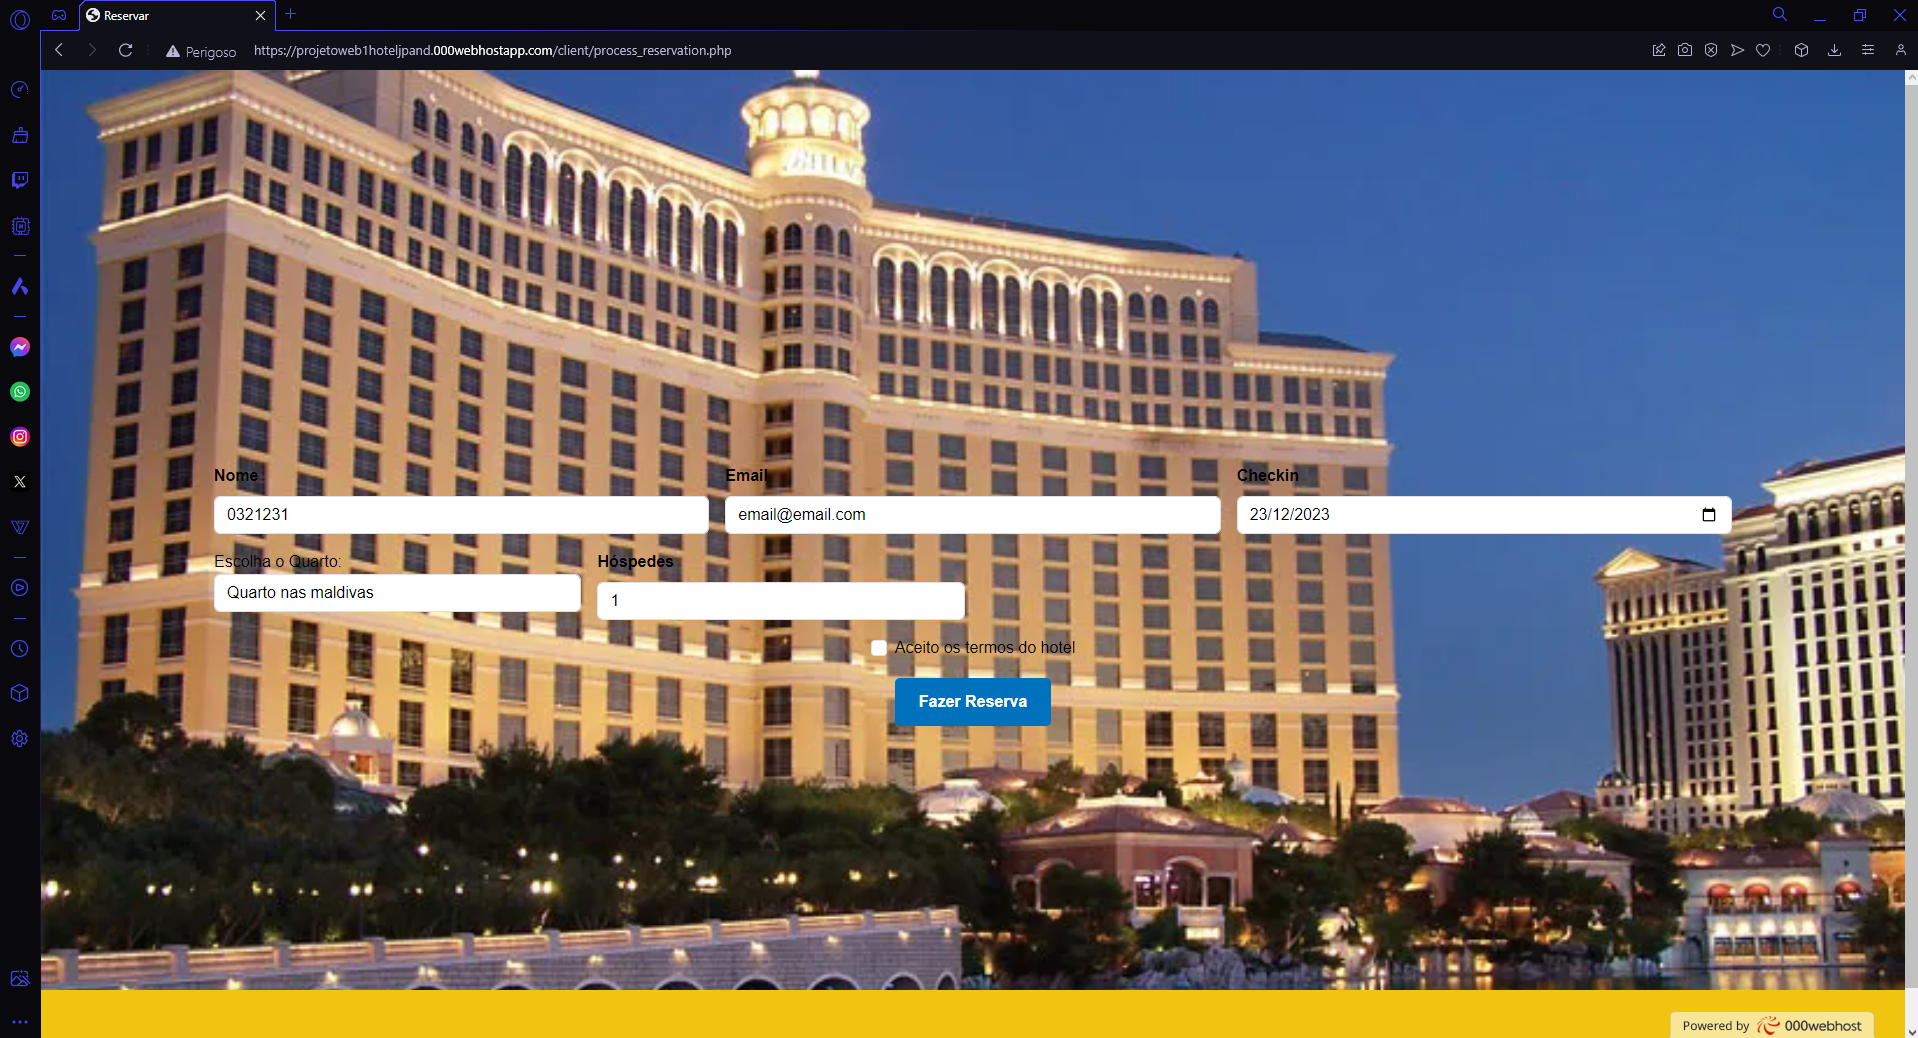 Reservar
Perigoso
https://projetoweb1hoteljpand.000webhostapp.com/client/process_reservation.php
Nome
Email
Checkin
0321231
email@email.com
23/12/2023
Escolha o Quarto:
Hóspedes
Quarto nas maldivas
1
Aceito os termos do hotel
Fazer Reserva
Powered by 000webhost